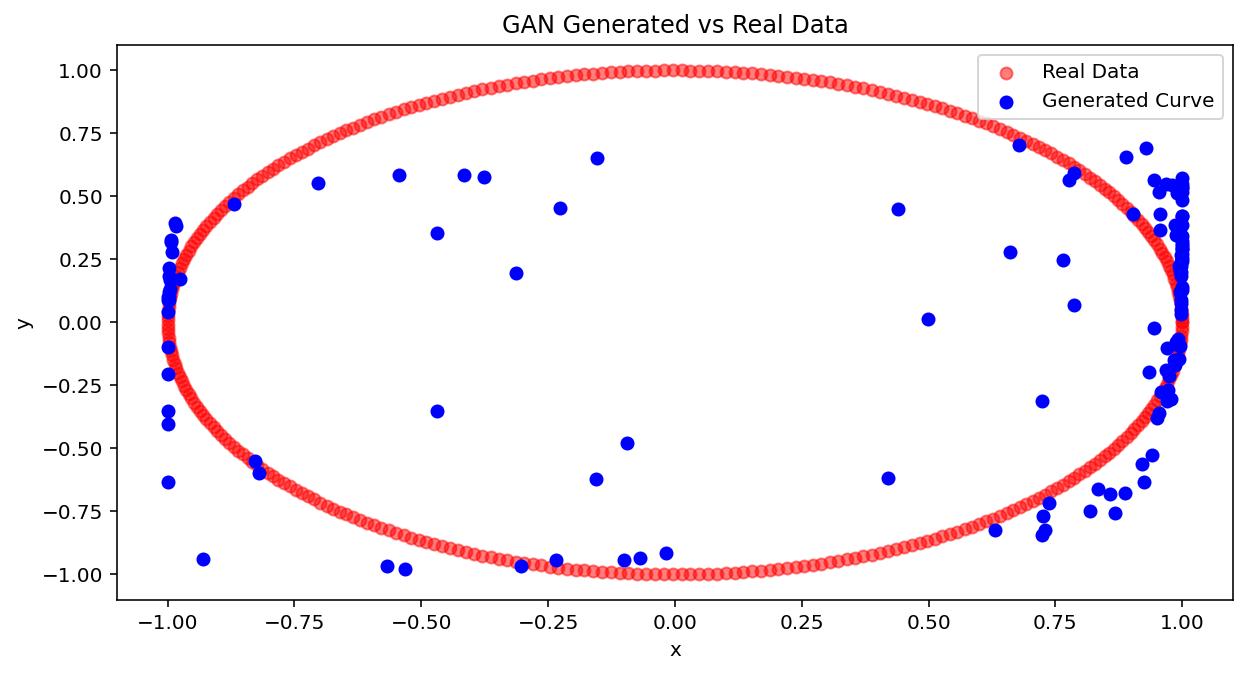 GAN Generated vs Real Data
Real Data
Generated Curve
1.00
0.75
0.50
0.25
0.00
−0.25
−0.50
−0.75
−1.00
y
−1.00 −0.75 −0.50 −0.25 0.00 0.25 0.50 0.75 1.00
x